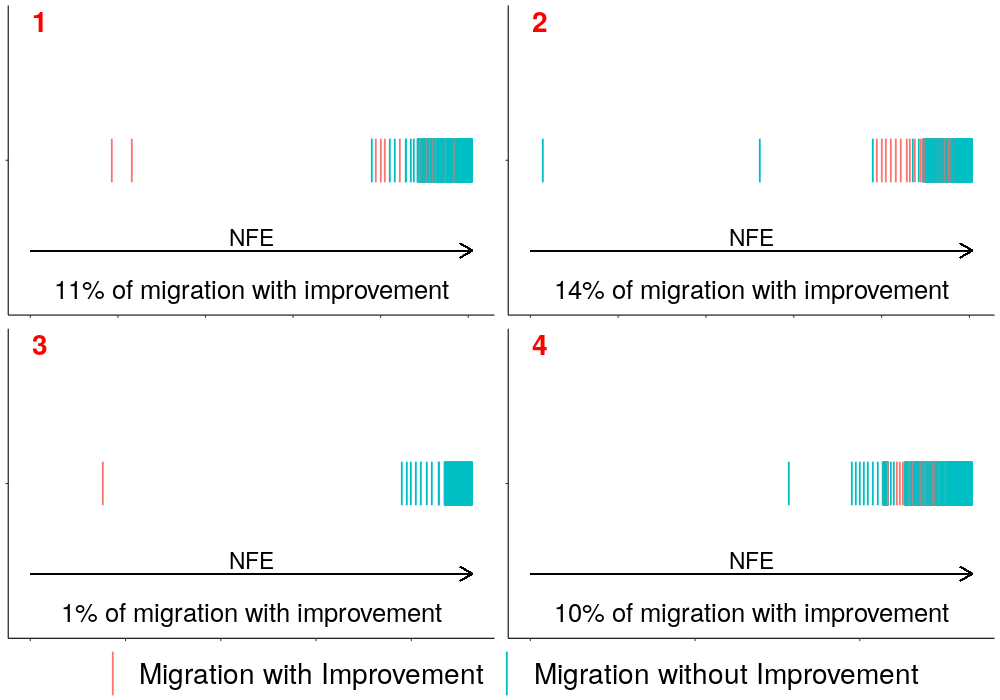 1
NFE
11% of migration with improvement
2
NFE
14% of migration with improvement
3
NFE
1% of migration with improvement
4
NFE
10% of migration with improvement
Migration with Improvement
Migration without Improvement